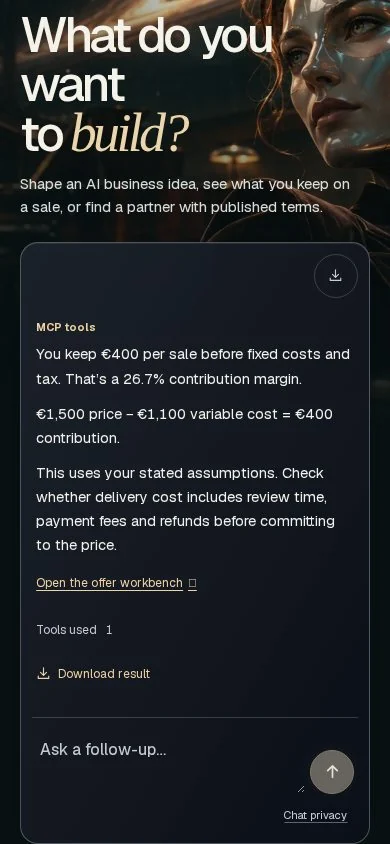 What do you
want
to build?
Shape an AI business idea, see what you keep on
a sale, or find a partner with published terms.
MCP tools
You keep €400 per sale before fixed costs and
tax. That's a 26.7% contribution margin.
€1,500 price − €1,100 variable cost = €400
contribution.
This uses your stated assumptions. Check
whether delivery cost includes review time,
payment fees and refunds before committing
to the price.
Open the offer workbench
Tools used 1
Download result
Ask a follow-up...
Chat privacy